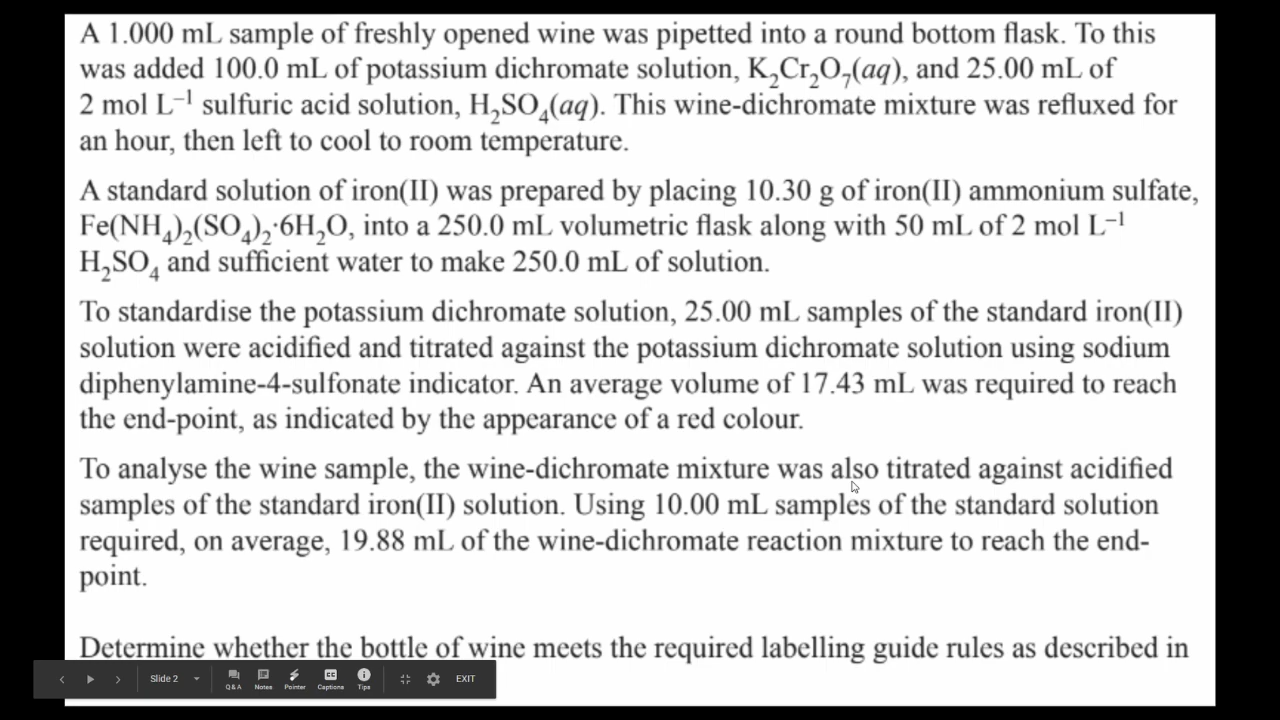 A 1.000 mL sample of freshly opened wine was pipetted into a round bottom flask. To this
was added 100.0 mL of potassium dichromate solution, K₂Cr₂O₇(aq), and 25.00 mL of
2 mol L⁻¹ sulfuric acid solution, H₂SO₄(aq). This wine-dichromate mixture was refluxed for
an hour, then left to cool to room temperature.
A standard solution of iron(II) was prepared by placing 10.30 g of iron(II) ammonium sulfate,
Fe(NH₄)₂(SO₄)₂·6H₂O, into a 250.0 mL volumetric flask along with 50 mL of 2 mol L⁻¹
H₂SO₄ and sufficient water to make 250.0 mL of solution.
To standardise the potassium dichromate solution, 25.00 mL samples of the standard iron(II)
solution were acidified and titrated against the potassium dichromate solution using sodium
diphenylamine-4-sulfonate indicator. An average volume of 17.43 mL was required to reach
the end-point, as indicated by the appearance of a red colour.
To analyse the wine sample, the wine-dichromate mixture was also titrated against acidified
samples of the standard iron(II) solution. Using 10.00 mL samples of the standard solution
required, on average, 19.88 mL of the wine-dichromate reaction mixture to reach the end-
point.
Determine whether the bottle of wine meets the required labelling guide rules as described in
Slide 2
Q&A Notes Pointer Captions Tips
EXIT